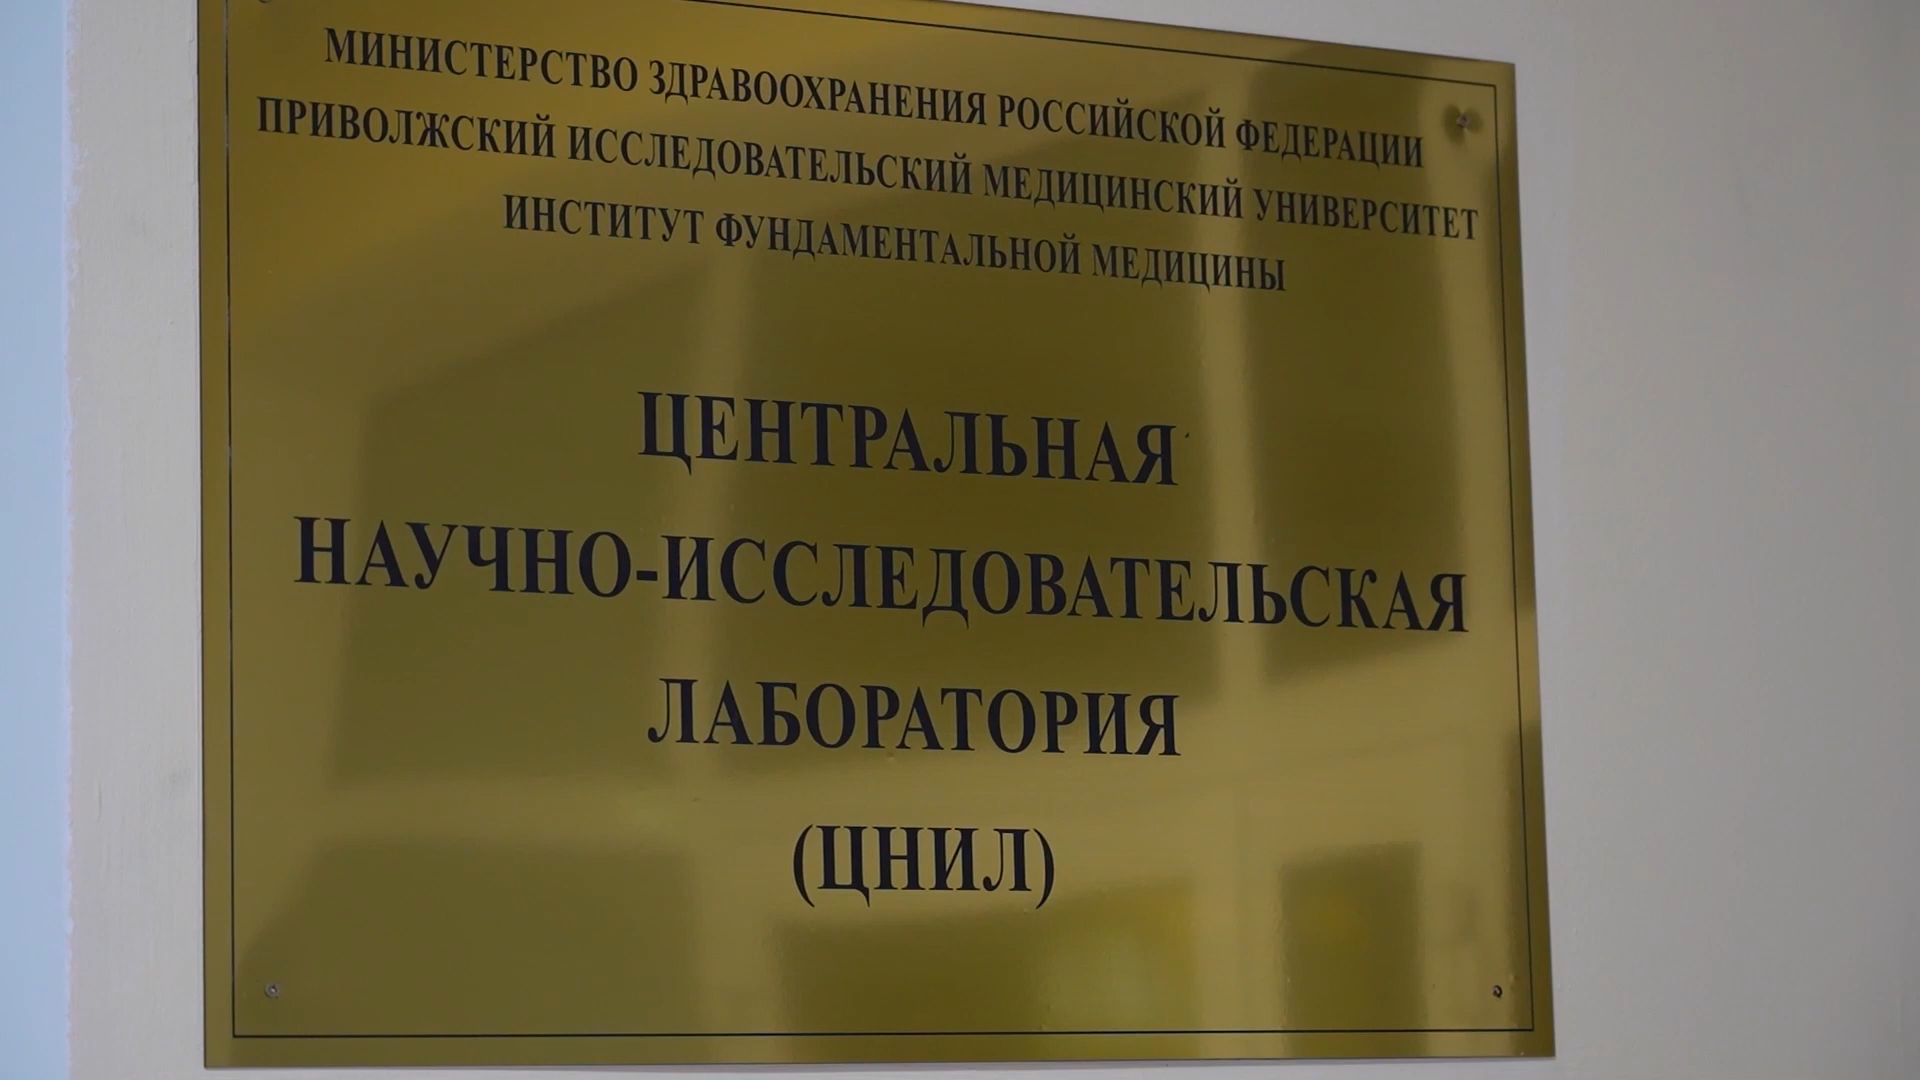 МИНИСТЕРСТВО ЗДРАВООХРАНЕНИЯ РОССИЙСКОЙ ФЕДЕРАЦИИ
ПРИВОЛЖСКИЙ ИССЛЕДОВАТЕЛЬСКИЙ МЕДИЦИНСКИЙ УНИВЕРСИТЕТ
ИНСТИТУТ ФУНДАМЕНТАЛЬНОЙ МЕДИЦИНЫ
ЦЕНТРАЛЬНАЯ
НАУЧНО-ИССЛЕДОВАТЕЛЬСКАЯ
ЛАБОРАТОРИЯ
(ЦНИЛ)